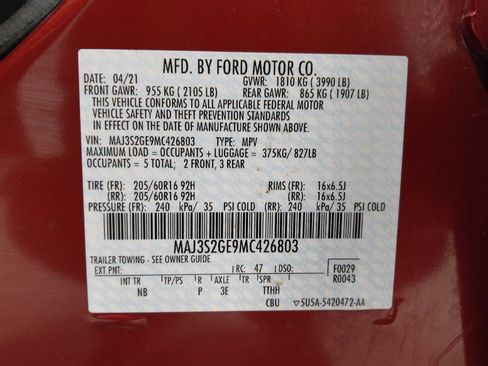 MFD. BY FORD MOTOR CO.
DATE: 04/21 GVWR: 1810 KG ( 3990 LB)
FRONT GAWR: 955 KG ( 2105 LB) REAR GAWR: 865 KG ( 1907 LB)
THIS VEHICLE CONFORMS TO ALL APPLICABLE FEDERAL MOTOR
VEHICLE SAFETY AND THEFT PREVENTION STANDARDS
IN EFFECT ON THE DATE OF MANUFACTURE SHOWN ABOVE.
VIN: MAJ3S2GE9MC426803 TYPE: MPV
MAXIMUM LOAD = OCCUPANTS + LUGGAGE = 375KG/ 827LB
OCCUPANTS = 5 TOTAL: 2 FRONT, 3 REAR
TIRE (FR): 205/60R16 92H RIMS (FR): 16x6.5J
(RR): 205/60R16 92H (RR): 16x6.5J
PRESSURE (FR): 240 kPa/ 35 PSI COLD (RR): 240 kPa/ 35 PSI COLD
MAJ3S2GE9MC426803
TRAILER TOWING - SEE OWNER GUIDE
EXT PNT: RC: 47 DSO: F0029
INT TR TP/PS R AXLE TR SPR R0043
NB P 3E TTHH
CBU ▽5U5A-5420472-AA